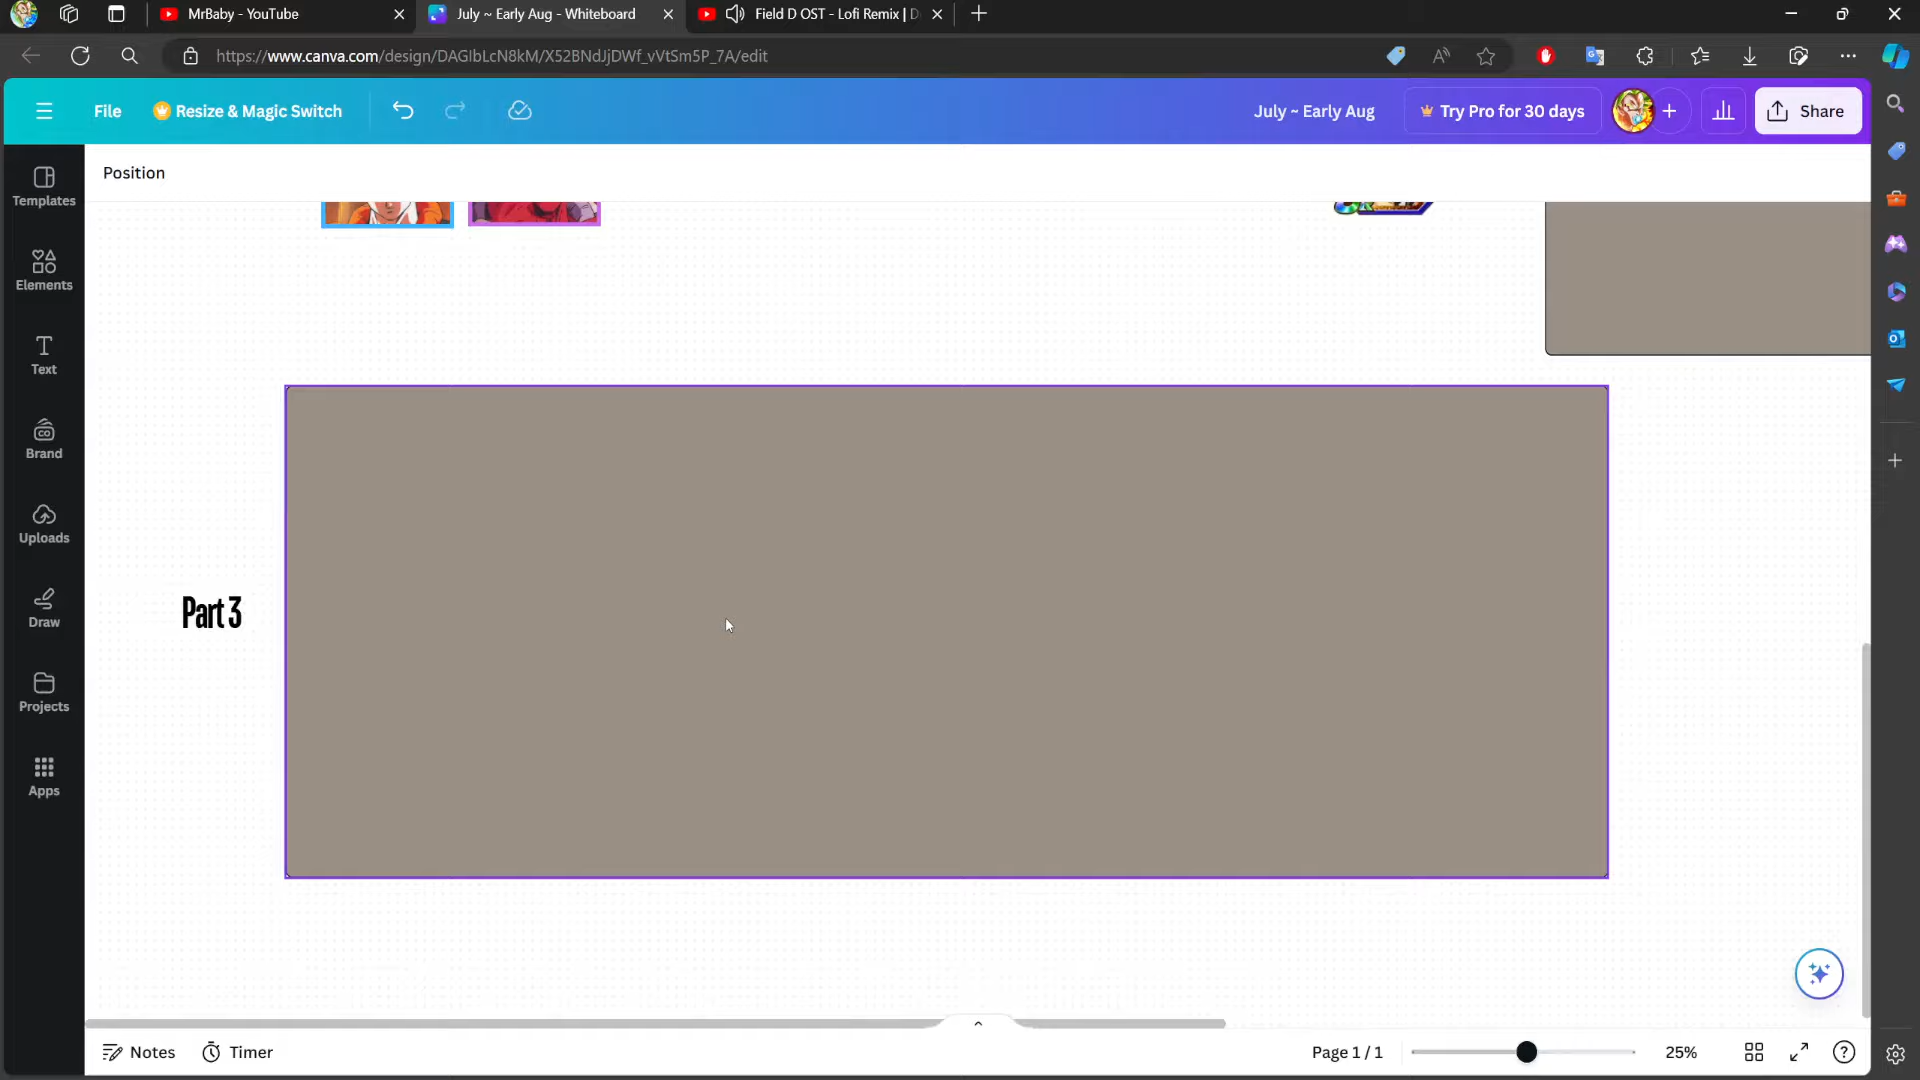 MrBaby - YouTube
July ~ Early Aug - Whiteboard
Field D OST - Lofi Remix |
https://www.canva.com/design/DAGIbLcN8kM/X52BNdJjDWf_vVtSm5P_7A/edit
File
Resize & Magic Switch
July ~ Early Aug
Try Pro for 30 days
Share
Position
Templates
Elements
Text
Brand
Uploads
Draw
Projects
Apps
Part 3
Notes
Timer
Page 1 / 1
25%